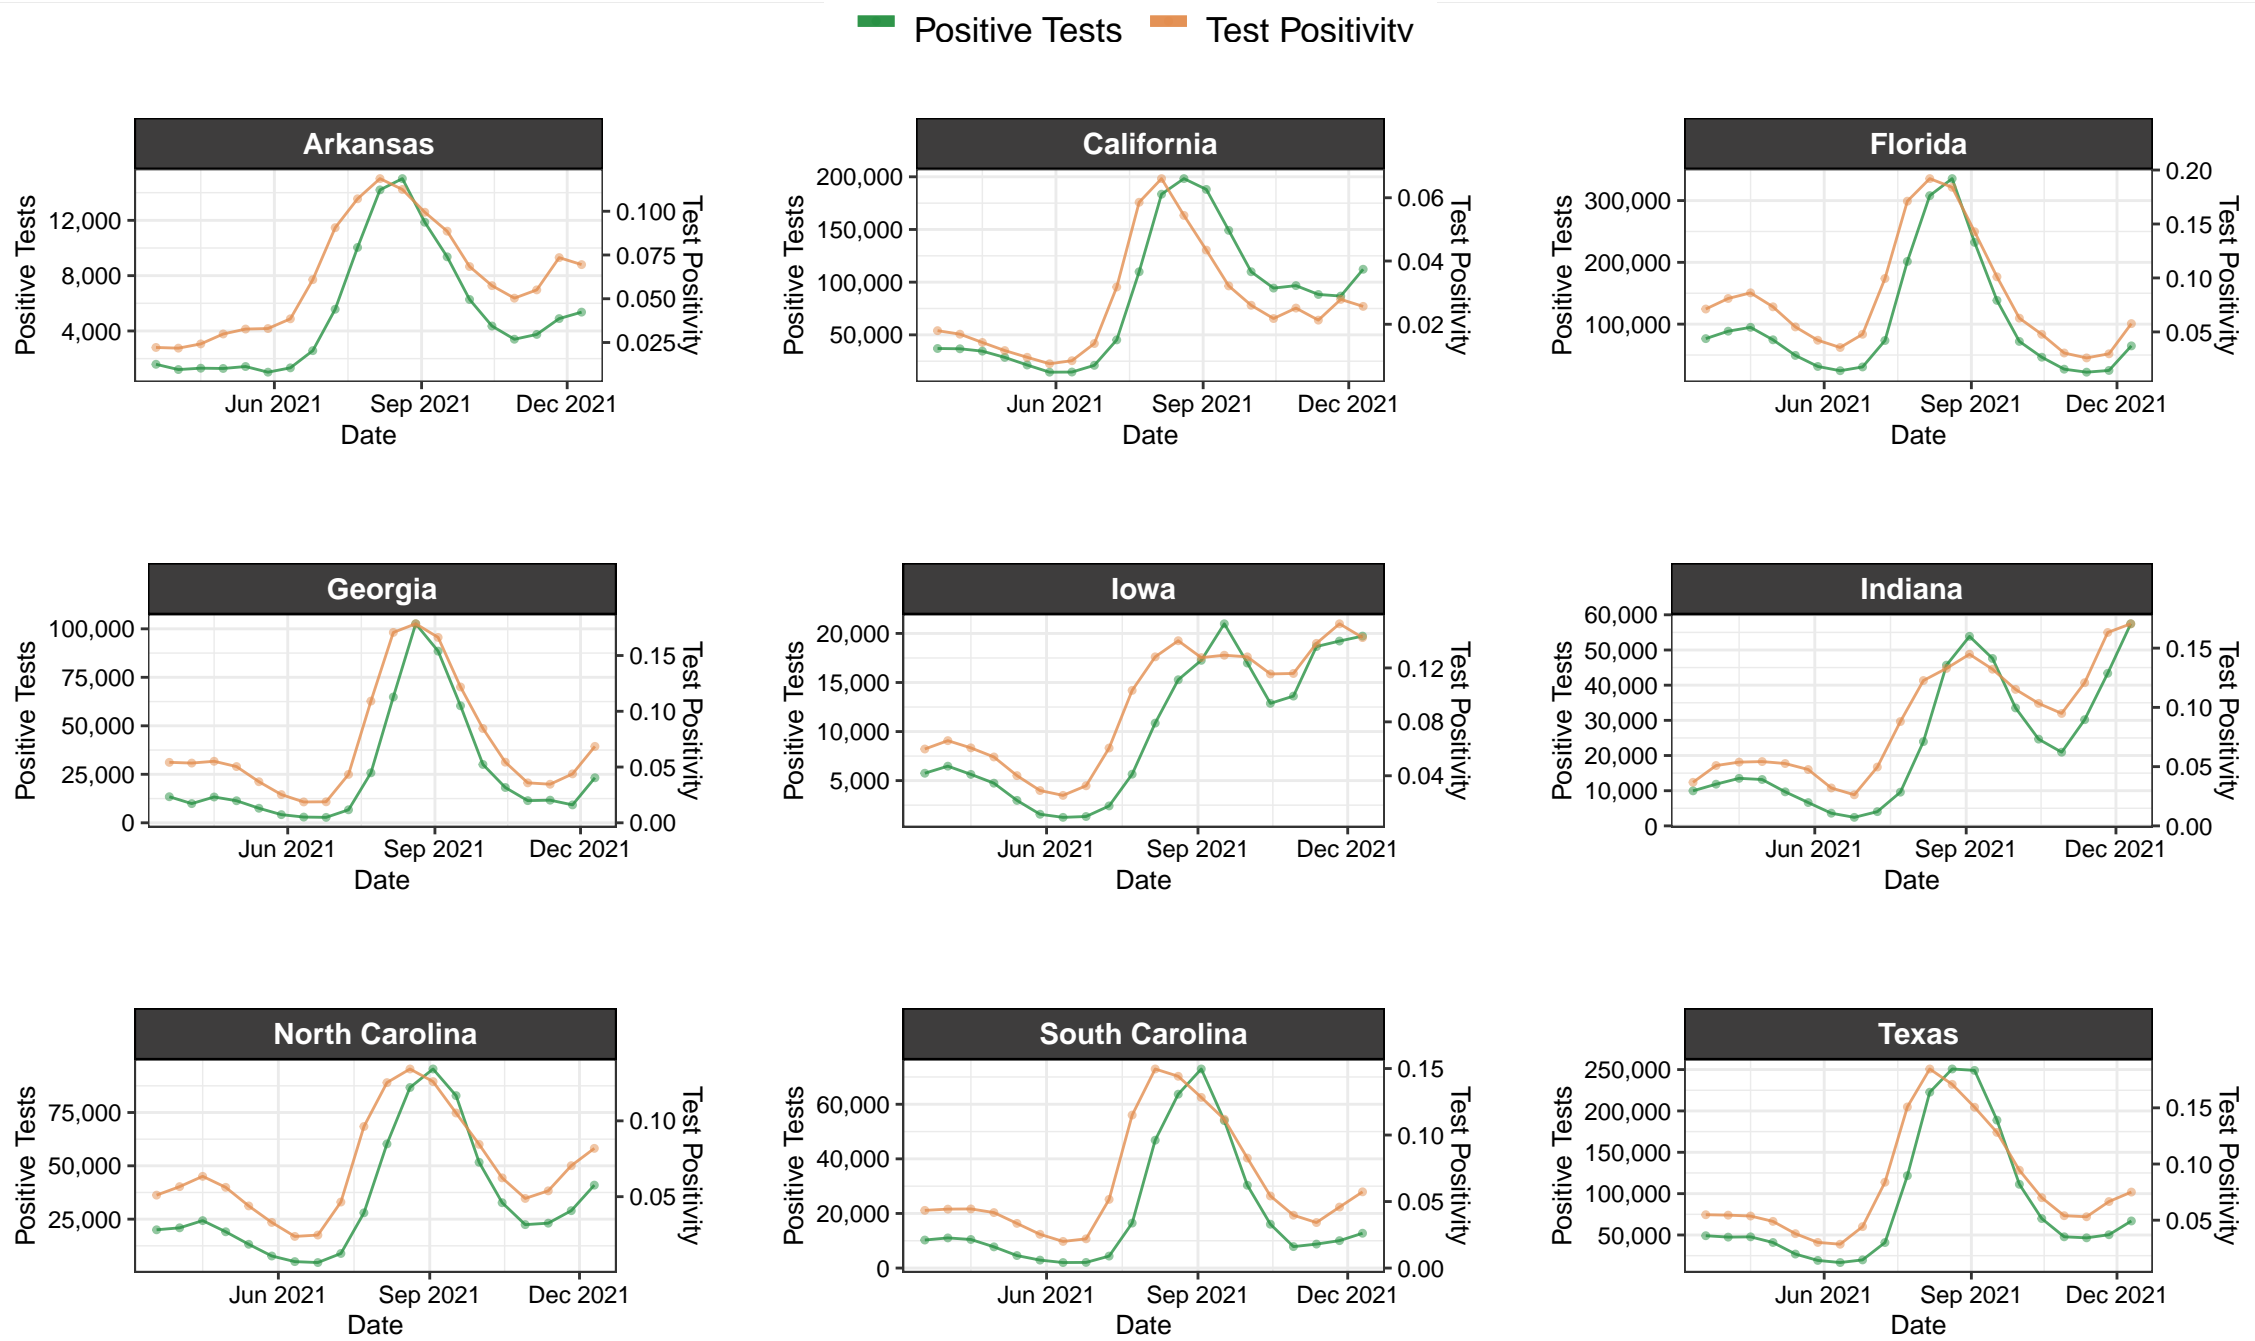 Positive Tests Test Positivity
Arkansas
Positive Tests
12,000
8,000
4,000
0.100
0.075
0.050
0.025
Test Positivity
Jun 2021 Sep 2021 Dec 2021
Date
California
Positive Tests
200,000
150,000
100,000
50,000
0.06
0.04
0.02
Test Positivity
Jun 2021 Sep 2021 Dec 2021
Date
Florida
Positive Tests
300,000
200,000
100,000
0.20
0.15
0.10
0.05
Test Positivity
Jun 2021 Sep 2021 Dec 2021
Date
Georgia
Positive Tests
100,000
75,000
50,000
25,000
0
0.15
0.10
0.05
0.00
Test Positivity
Jun 2021 Sep 2021 Dec 2021
Date
Iowa
Positive Tests
20,000
15,000
10,000
5,000
0.12
0.08
0.04
Test Positivity
Jun 2021 Sep 2021 Dec 2021
Date
Indiana
Positive Tests
60,000
50,000
40,000
30,000
20,000
10,000
0
0.15
0.10
0.05
0.00
Test Positivity
Jun 2021 Sep 2021 Dec 2021
Date
North Carolina
Positive Tests
75,000
50,000
25,000
0.10
0.05
Test Positivity
Jun 2021 Sep 2021 Dec 2021
Date
South Carolina
Positive Tests
60,000
40,000
20,000
0
0.15
0.10
0.05
0.00
Test Positivity
Jun 2021 Sep 2021 Dec 2021
Date
Texas
Positive Tests
250,000
200,000
150,000
100,000
50,000
0.15
0.10
0.05
Test Positivity
Jun 2021 Sep 2021 Dec 2021
Date